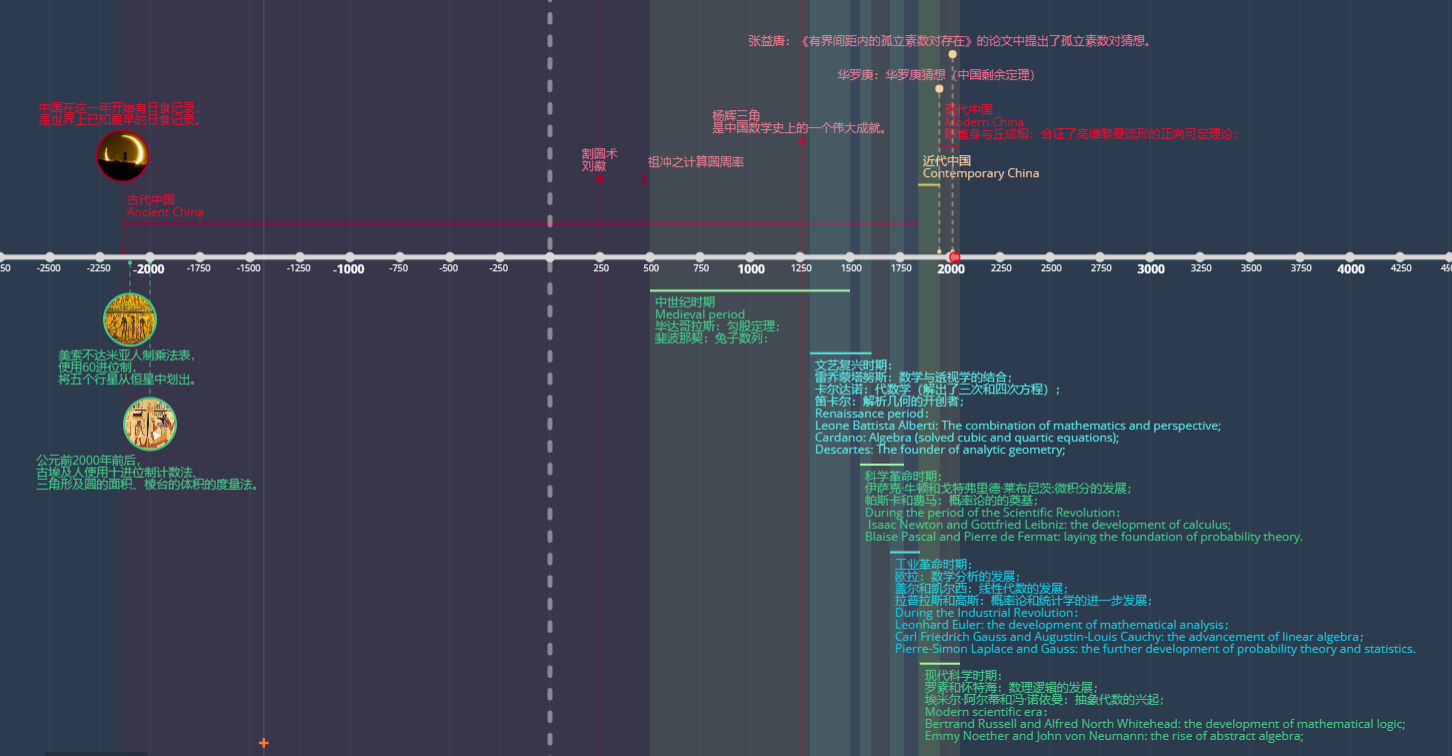 张益唐：《有界间距内的孤立素数对存在》的论文中提出了孤立素数对猜想。
华罗庚：华罗庚猜想（中国剩余定理）
中国在这一年开始有日食记录，
是世界上已知最早的日食记录。
现代中国
Modern China
陈省身与丘成桐：合证了高维黎曼流形的正向可定理论；
杨辉三角
是中国数学史上的一个伟大成就。
割圆术
刘徽
祖冲之计算圆周率
近代中国
Contemporary China
古代中国
Ancient China
-2500 -2250 -2000 -1750 -1500 -1250 -1000 -750 -500 -250 250 500 750 1000 1250 1500 1750 2000 2250 2500 2750 3000 3250 3500 3750 4000 4250
中世纪时期
Medieval period
毕达哥拉斯：勾股定理；
斐波那契：兔子数列：
美索不达米亚人制乘法表，
使用60进位制，
将五个行星从恒星中划出。
文艺复兴时期：
雷乔蒙塔努斯：数学与透视学的结合；
卡尔达诺：代数学（解出了三次和四次方程）；
笛卡尔：解析几何的开创者；
Renaissance period：
Leone Battista Alberti: The combination of mathematics and perspective;
Cardano: Algebra (solved cubic and quartic equations);
Descartes: The founder of analytic geometry;
公元前2000年前后，
古埃及人使用十进位制计数法、
三角形及圆的面积、棱台的体积的度量法。
科学革命时期：
伊萨克·牛顿和戈特弗里德·莱布尼茨:微积分的发展；
帕斯卡和费马：概率论的的奠基；
During the period of the Scientific Revolution：
Isaac Newton and Gottfried Leibniz: the development of calculus;
Blaise Pascal and Pierre de Fermat: laying the foundation of probability theory.
工业革命时期：
欧拉：数学分析的发展；
盖尔和凯尔西：线性代数的发展；
拉普拉斯和高斯：概率论和统计学的进一步发展；
During the Industrial Revolution：
Leonhard Euler: the development of mathematical analysis;
Carl Friedrich Gauss and Augustin-Louis Cauchy: the advancement of linear algebra;
Pierre-Simon Laplace and Gauss: the further development of probability theory and statistics.
现代科学时期：
罗素和怀特海：数理逻辑的发展；
埃米尔·阿尔蒂和冯·诺依曼：抽象代数的兴起；
Modern scientific era：
Bertrand Russell and Alfred North Whitehead: the development of mathematical logic;
Emmy Noether and John von Neumann: the rise of abstract algebra;